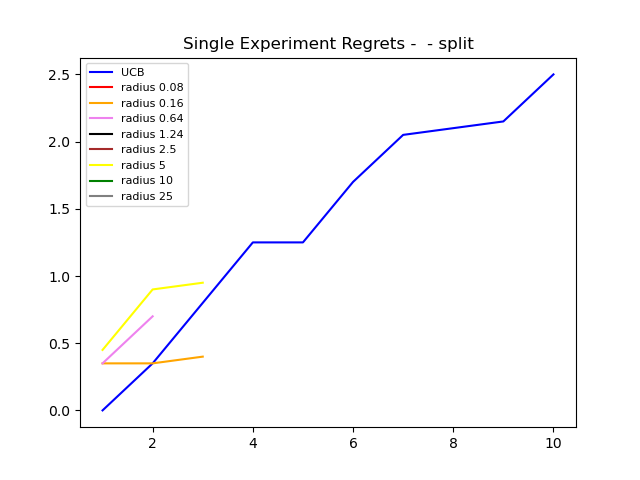 Single Experiment Regrets -  - split
UCB
radius 0.08
radius 0.16
radius 0.64
radius 1.24
radius 2.5
radius 5
radius 10
radius 25
2.5
2.0
1.5
1.0
0.5
0.0
2 4 6 8 10